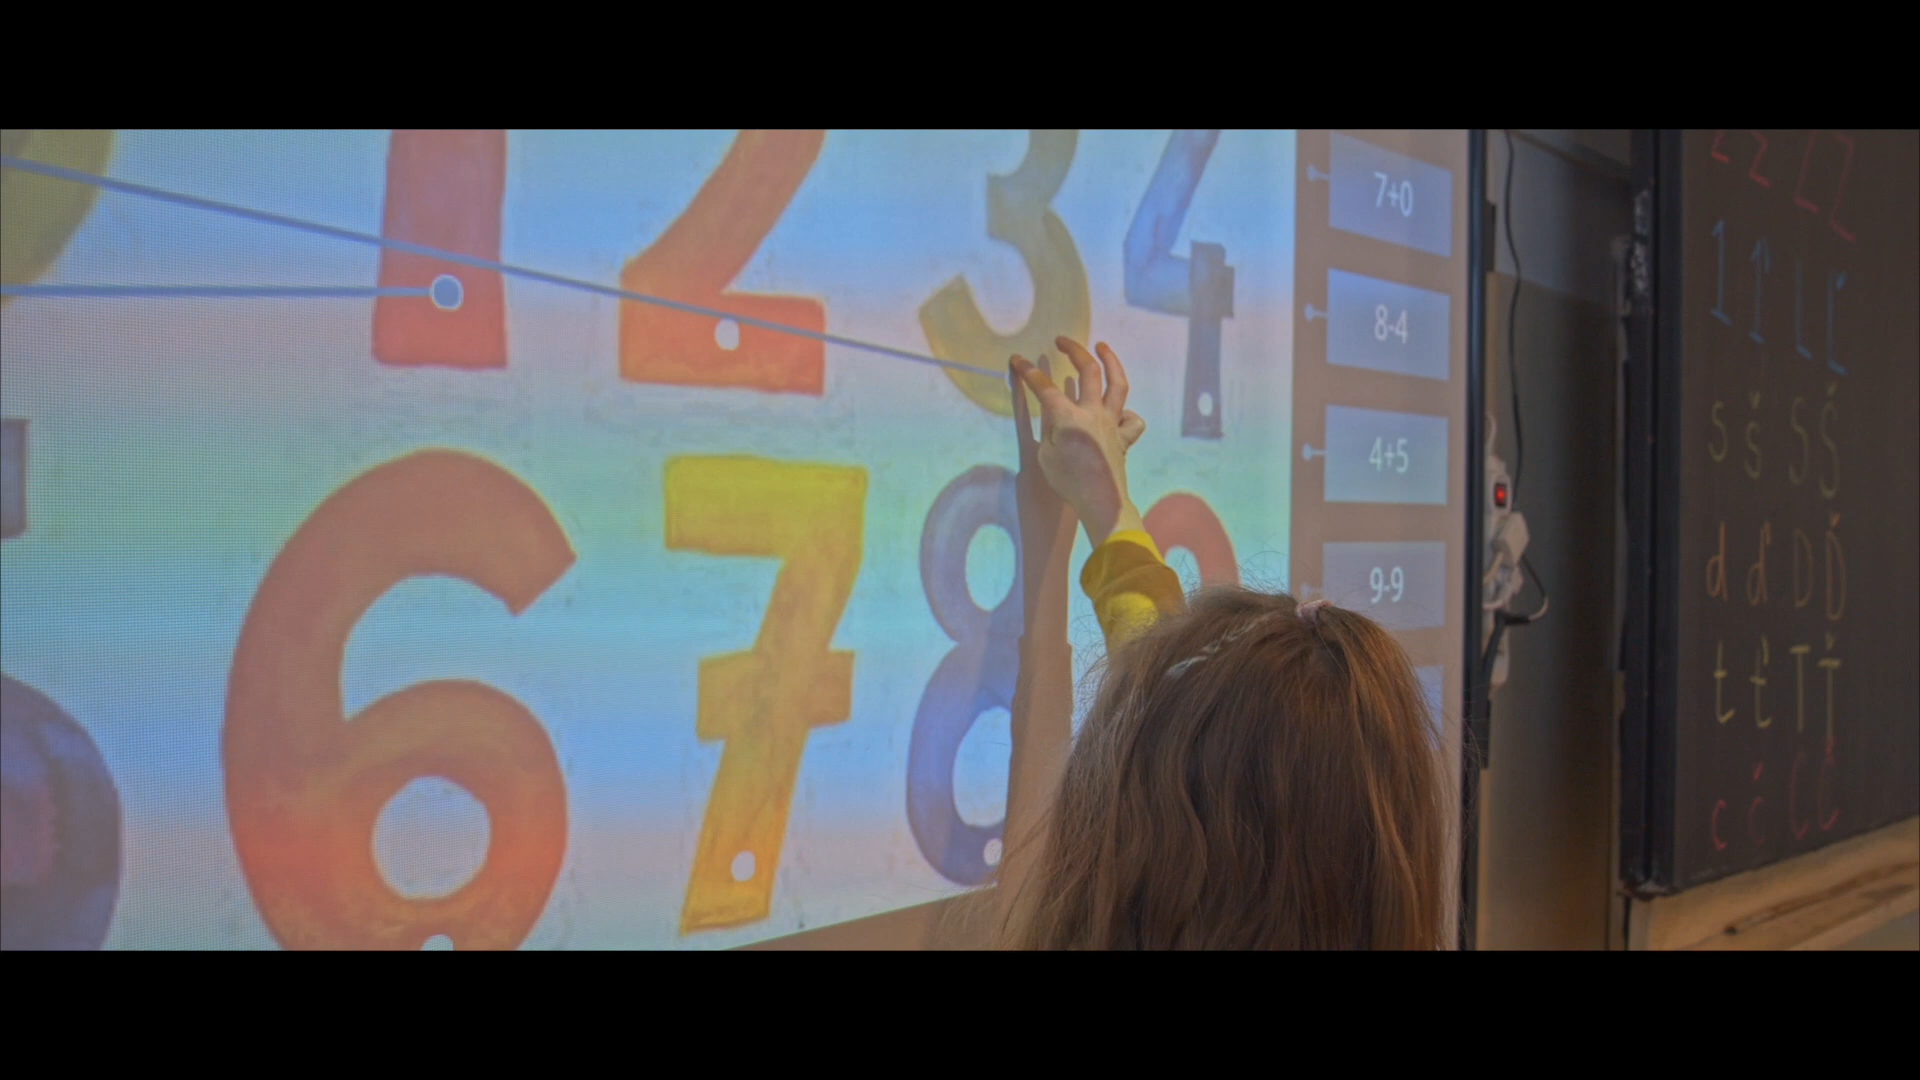 1 2 3 4
7+0
8-4
4+5
9-9
6 7 8
l ľ L Ľ
s š S Š
d ď D Ď
t ť T Ť
c č C Č